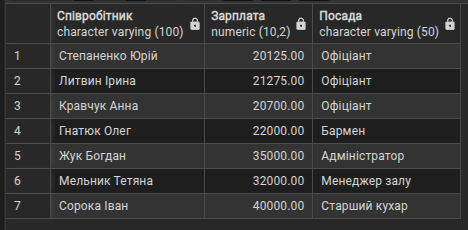 Співробітник Зарплата Посада
character varying (100) numeric (10,2) character varying (50)
1 Степаненко Юрій 20125.00 Офіціант
2 Литвин Ірина 21275.00 Офіціант
3 Кравчук Анна 20700.00 Офіціант
4 Гнатюк Олег 22000.00 Бармен
5 Жук Богдан 35000.00 Адміністратор
6 Мельник Тетяна 32000.00 Менеджер залу
7 Сорока Іван 40000.00 Старший кухар